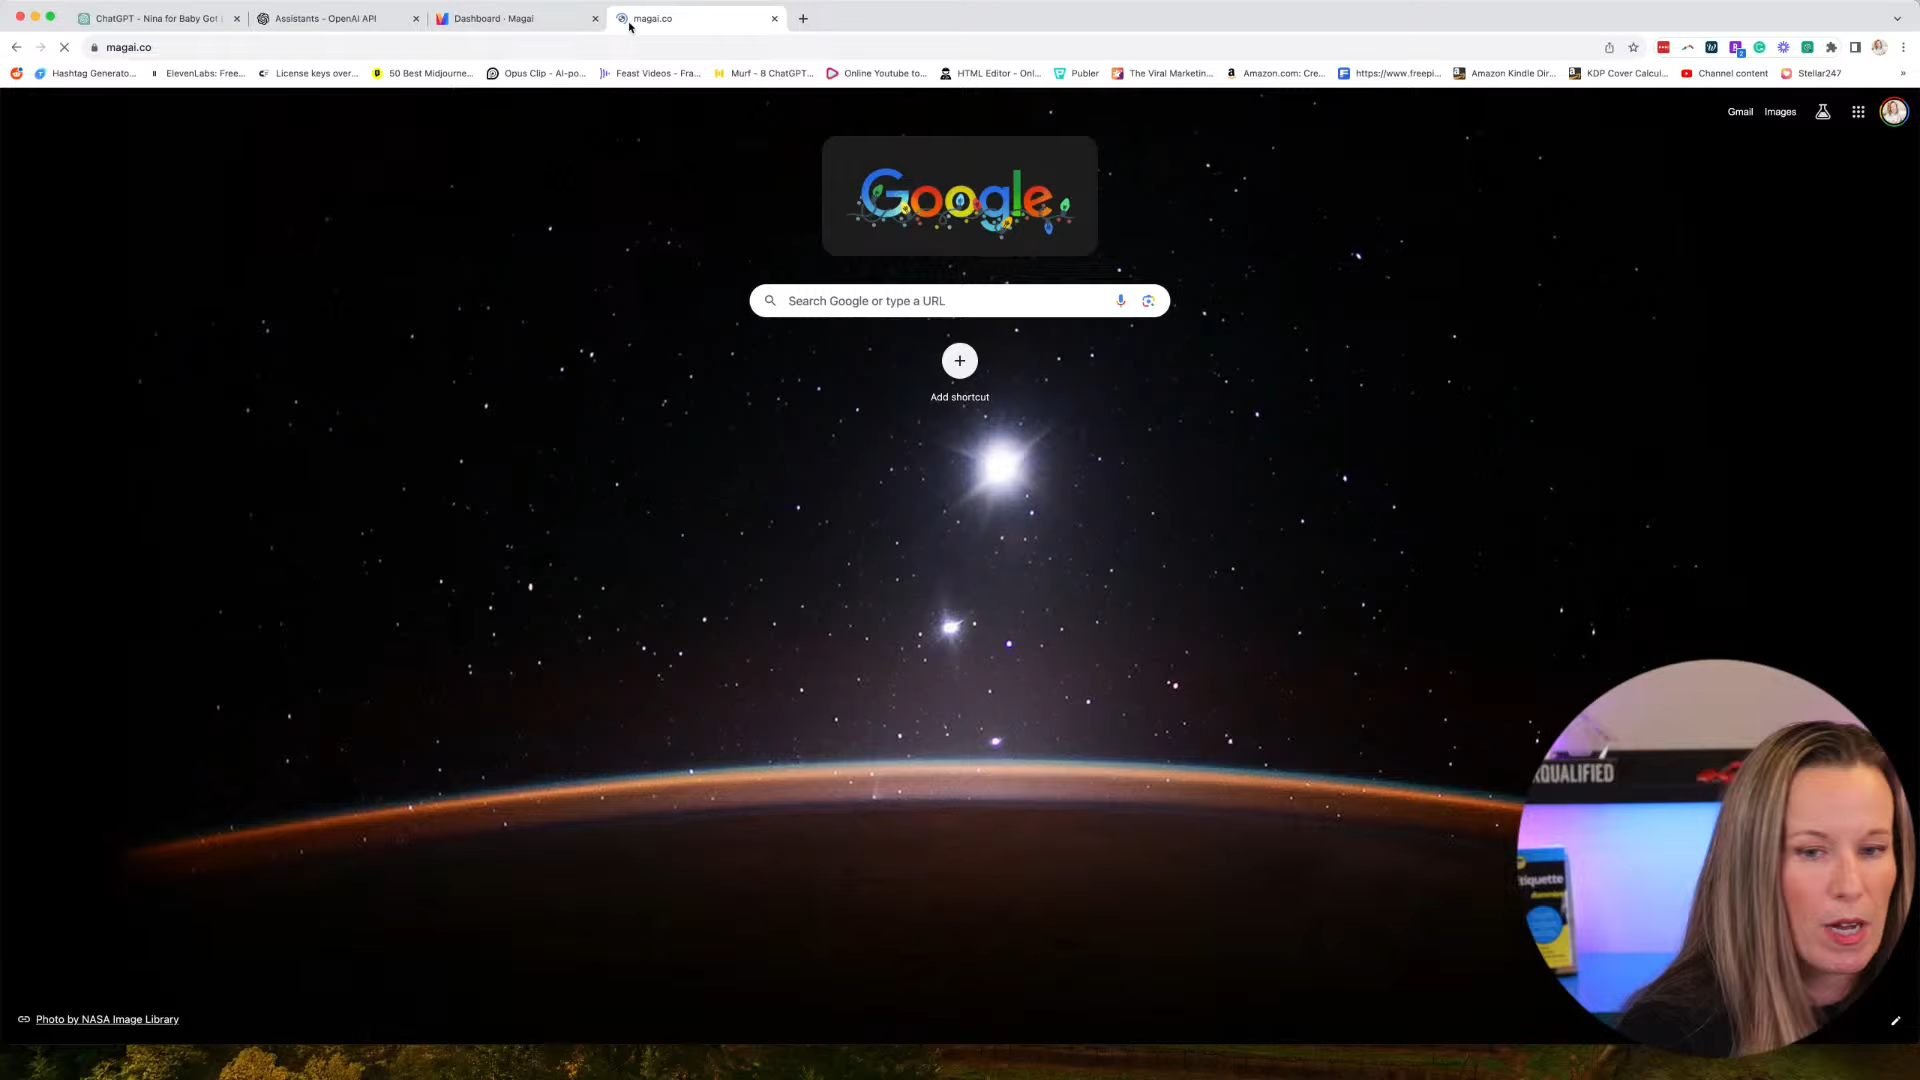 ChatGPT - Nina for Baby Got
Assistants - OpenAI API
Dashboard · Magai
magai.co
magai.co
Hashtag Generato...
ElevenLabs: Free...
License keys over...
50 Best Midjourne...
Opus Clip - AI-po...
Feast Videos - Fra...
Murf - 8 ChatGPT...
Online Youtube to...
HTML Editor - Onl...
Publer
The Viral Marketin...
Amazon.com: Cre...
https://www.freepi...
Amazon Kindle Dir...
KDP Cover Calcul...
Channel content
Stellar247
»
Gmail
Images
Google
Search Google or type a URL
Add shortcut
QUALIFIED
tiquette
dummies
Photo by NASA Image Library